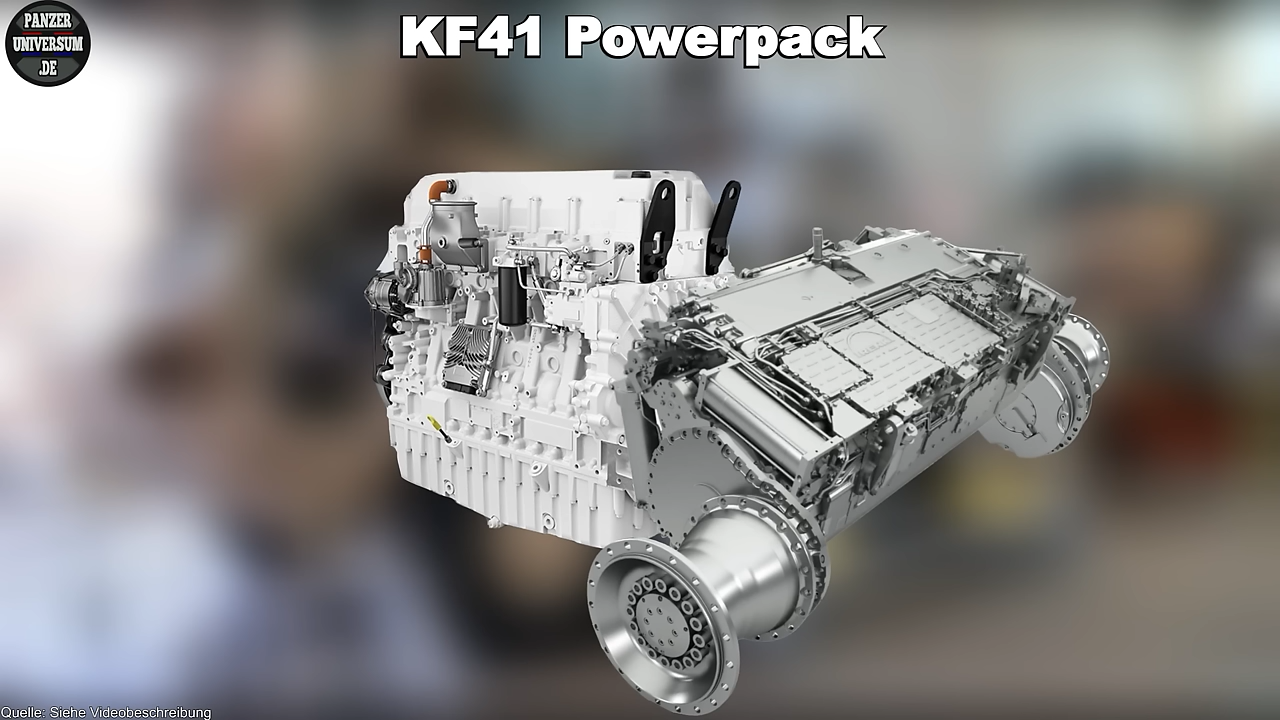 PANZER
UNIVERSUM
.DE
KF41 Powerpack
Quelle: Siehe Videobeschreibung